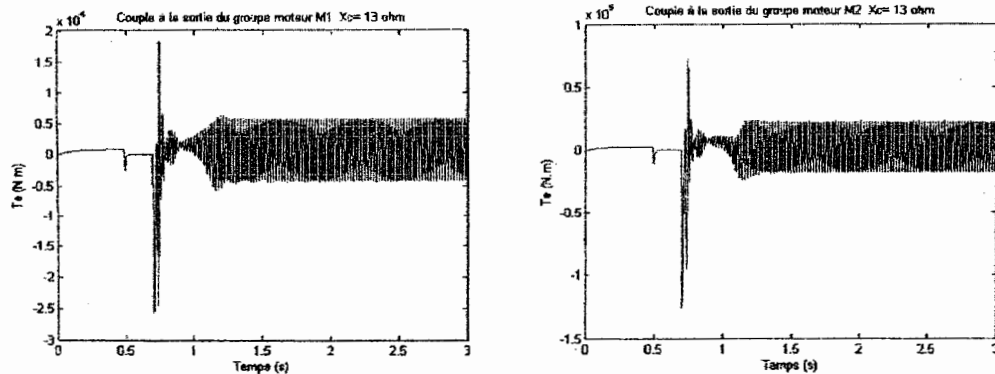 Couple à la sortie du groupe moteur M1 Xc= 13 ohm
x 10^4
2
1.5
1
0.5
0
-0.5
-1
-1.5
-2
-2.5
-3
Te (N.m)
0 0.5 1 1.5 2 2.5 3
Temps (s)
Couple à la sortie du groupe moteur M2 Xc= 13 ohm
x 10^5
1
0.5
0
-0.5
-1
-1.5
Te (N.m)
0 0.5 1 1.5 2 2.5 3
Temps (s)